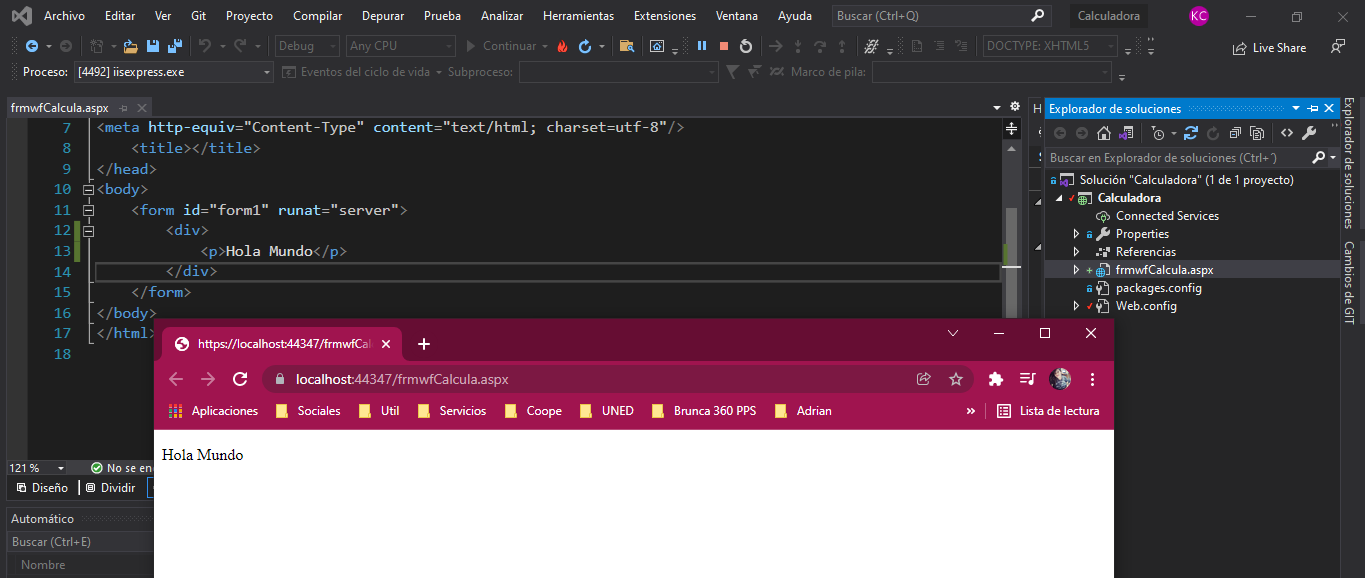 Archivo Editar Ver Git Proyecto Compilar Depurar Prueba Analizar Herramientas Extensiones Ventana Ayuda Buscar (Ctrl+Q) Calculadora KC
Debug Any CPU Continuar DOCTYPE: XHTML5 Live Share
Proceso: [4492] iisexpress.exe Eventos del ciclo de vida Subproceso: Marco de pila:
frmwfCalcula.aspx
7 <meta http-equiv="Content-Type" content="text/html; charset=utf-8"/>
8 <title></title>
9 </head>
10 <body>
11 <form id="form1" runat="server">
12 <div>
13 <p>Hola Mundo</p>
14 </div>
15 </form>
16 </body>
17 </html>
18
121 % No se en
Diseño Dividir
Automático
Buscar (Ctrl+E)
Nombre
Explorador de soluciones
Buscar en Explorador de soluciones (Ctrl+´)
Solución "Calculadora" (1 de 1 proyecto)
Calculadora
Connected Services
Properties
Referencias
frmwfCalcula.aspx
packages.config
Web.config
Explorador de soluciones
Cambios de GIT
https://localhost:44347/frmwfCal
localhost:44347/frmwfCalcula.aspx
Aplicaciones Sociales Util Servicios Coope UNED Brunca 360 PPS Adrian » Lista de lectura
Hola Mundo